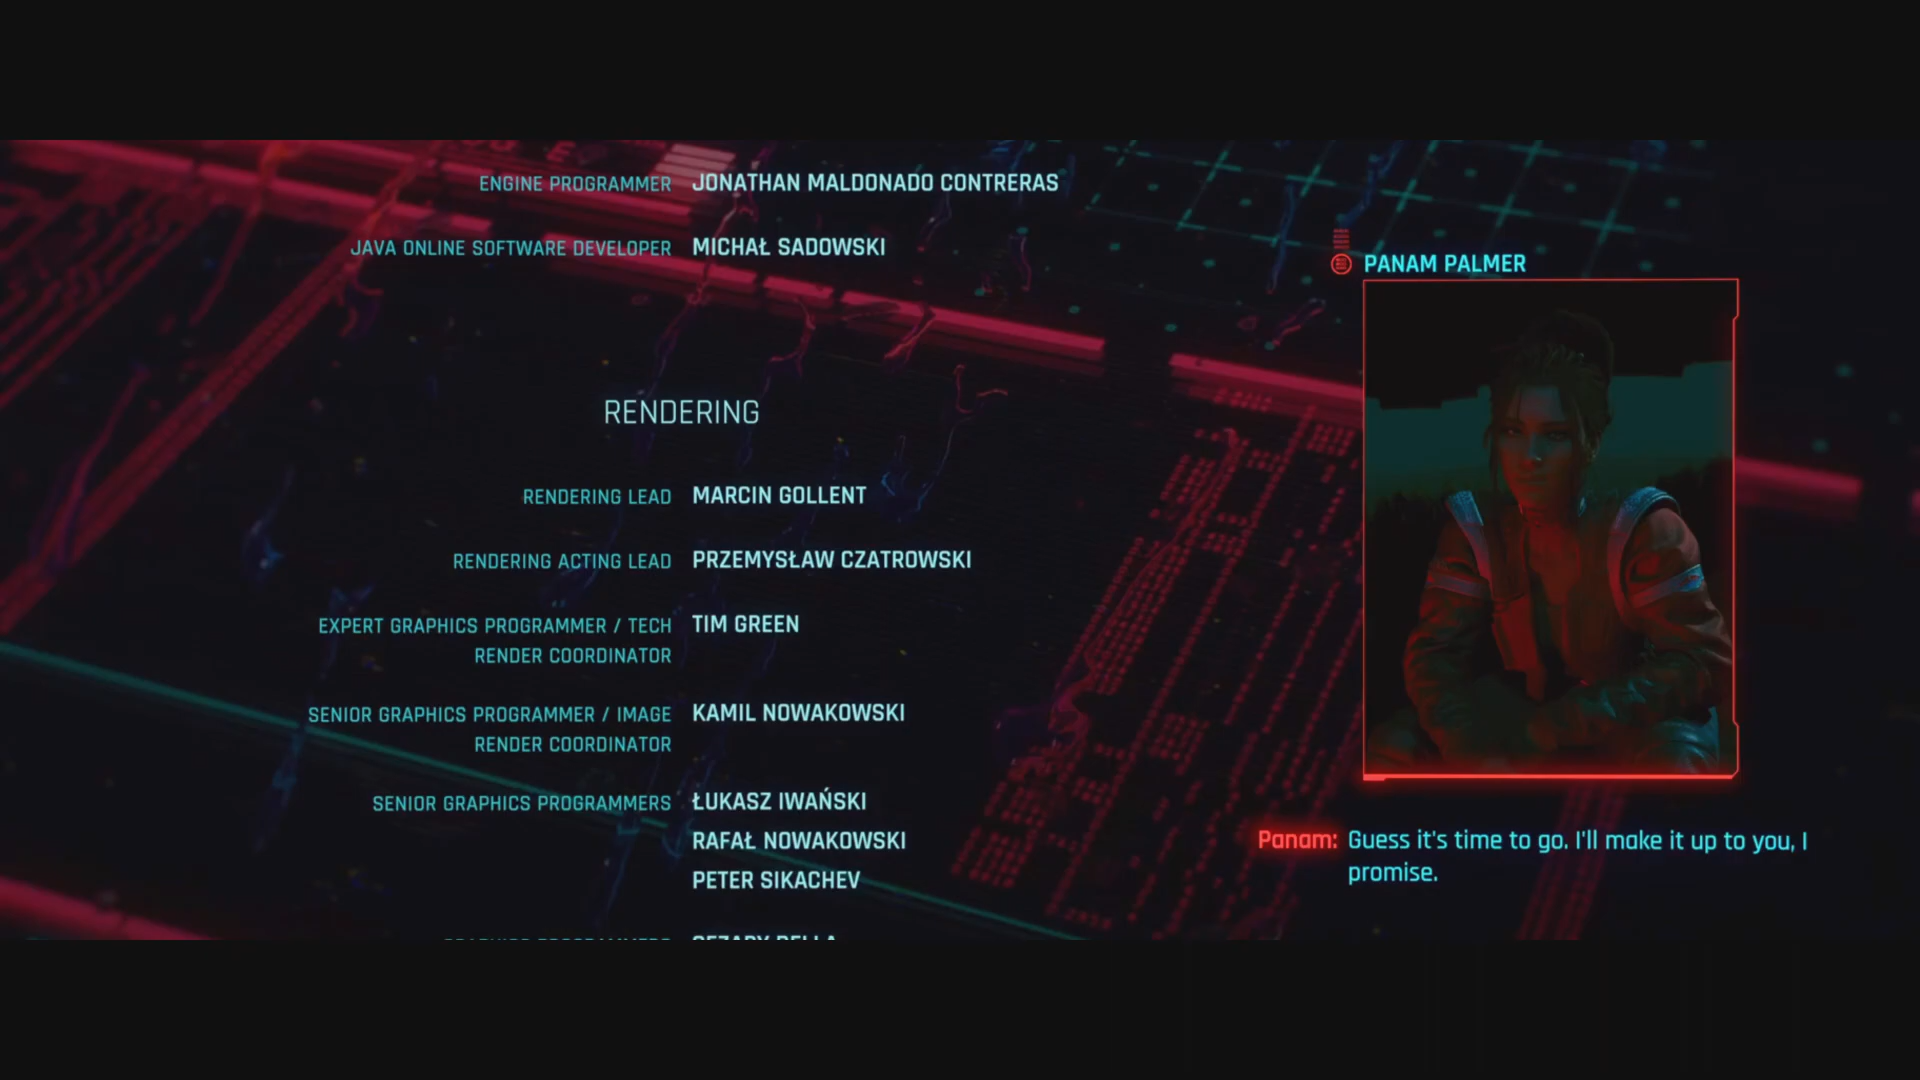 ENGINE PROGRAMMER JONATHAN MALDONADO CONTRERAS
JAVA ONLINE SOFTWARE DEVELOPER MICHAŁ SADOWSKI
RENDERING
RENDERING LEAD MARCIN GOLLENT
RENDERING ACTING LEAD PRZEMYSŁAW CZATROWSKI
EXPERT GRAPHICS PROGRAMMER / TECH TIM GREEN
RENDER COORDINATOR
SENIOR GRAPHICS PROGRAMMER / IMAGE KAMIL NOWAKOWSKI
RENDER COORDINATOR
SENIOR GRAPHICS PROGRAMMERS ŁUKASZ IWAŃSKI
RAFAŁ NOWAKOWSKI
PETER SIKACHEV
PANAM PALMER
Panam: Guess it's time to go. I'll make it up to you, I
promise.